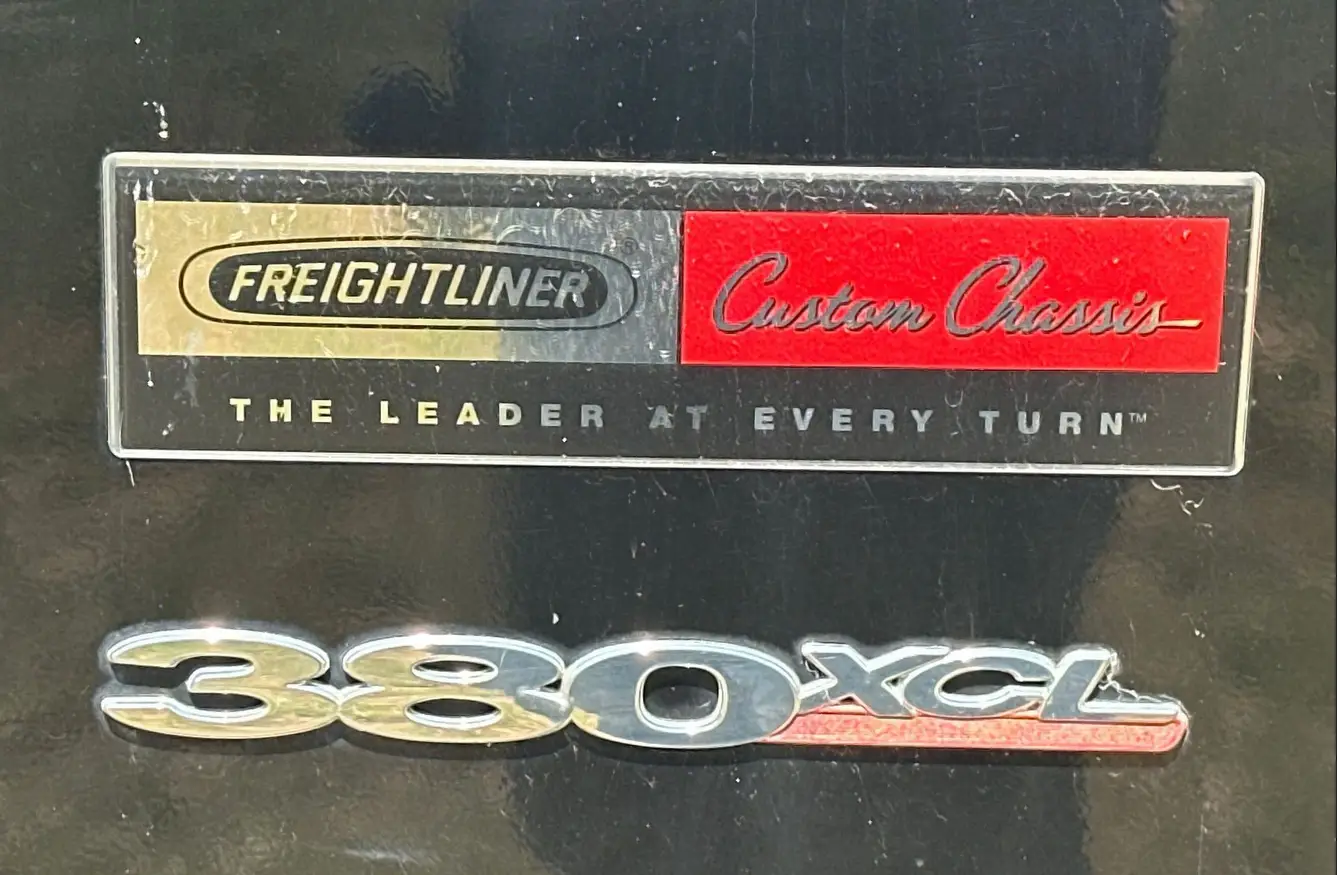 FREIGHTLINER® Custom Chassis
THE LEADER AT EVERY TURN™
380XCL